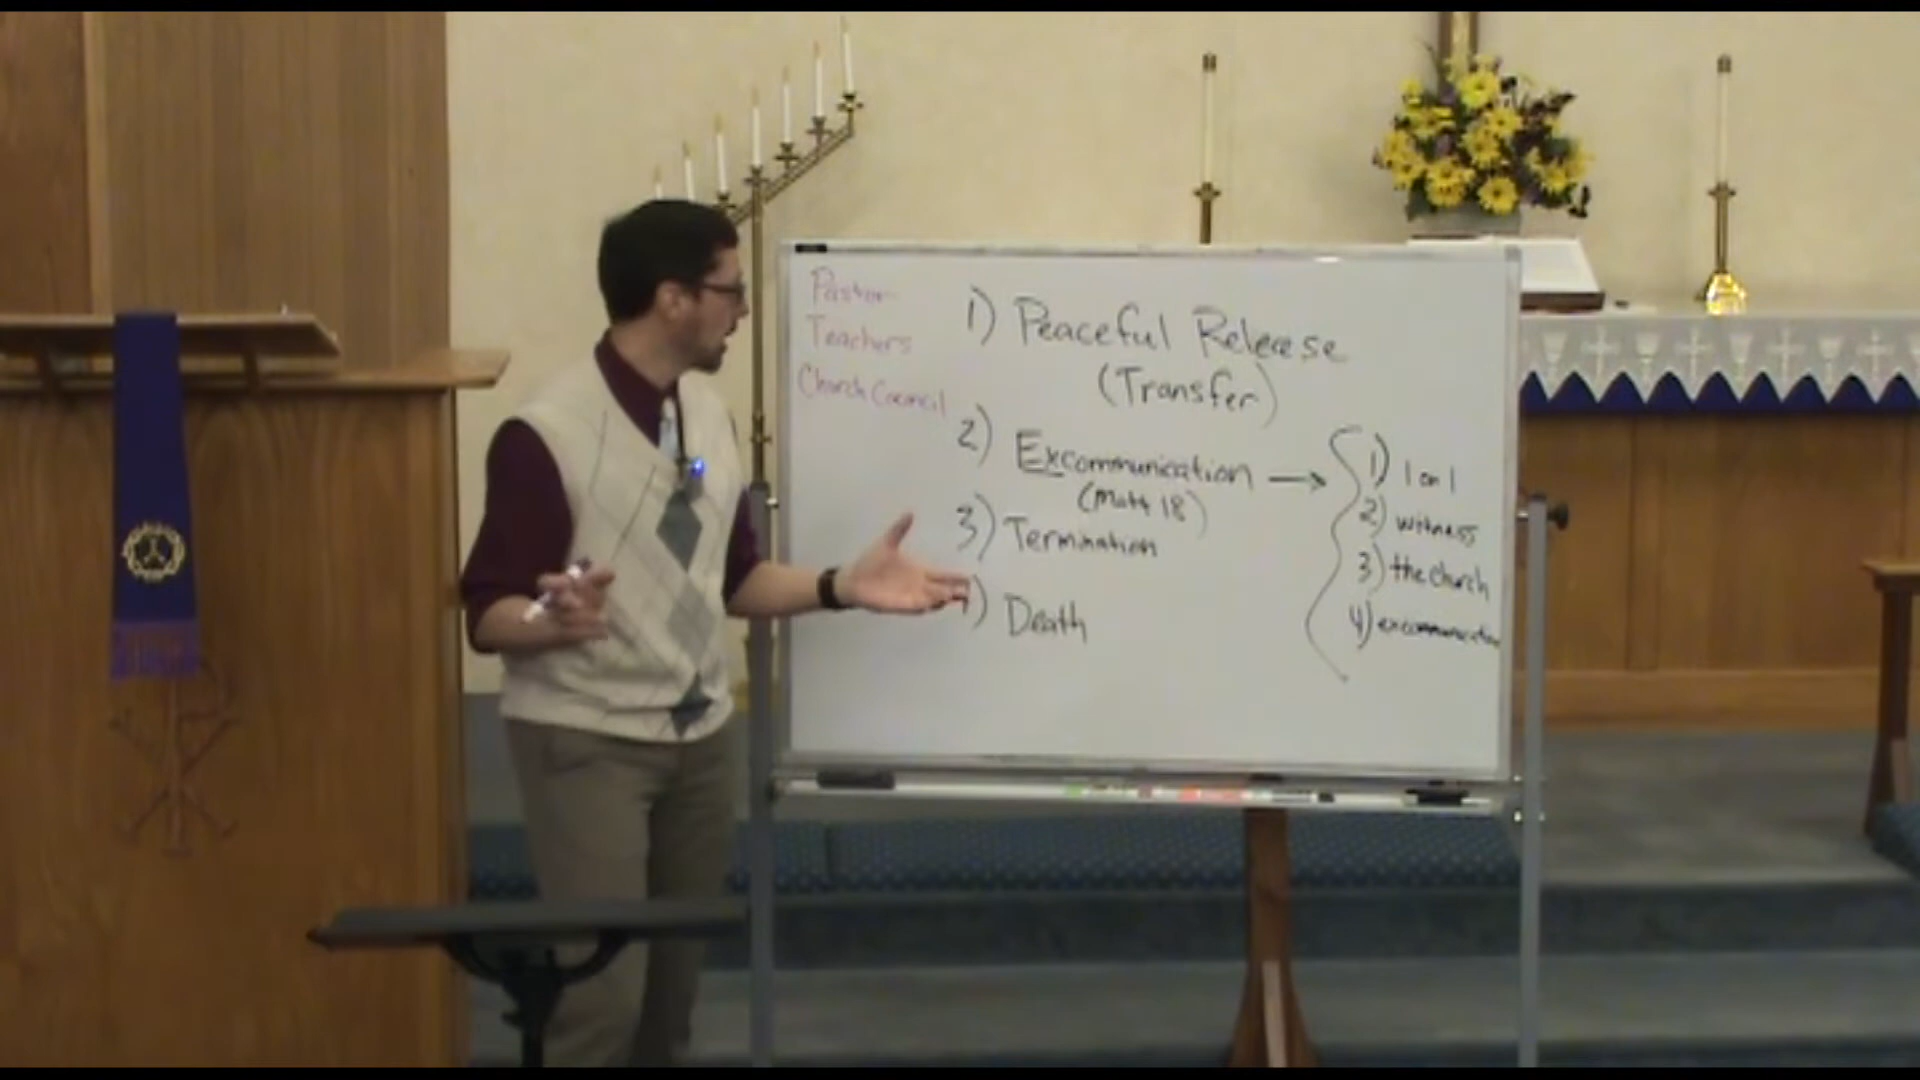 Pastor
Teachers
Church Council
1) Peaceful Release
(Transfer)
2) Excommunication →
(Matt 18)
3) Termination
4) Death
1) 1 on 1
2) witness
3) the church
4) excommunication